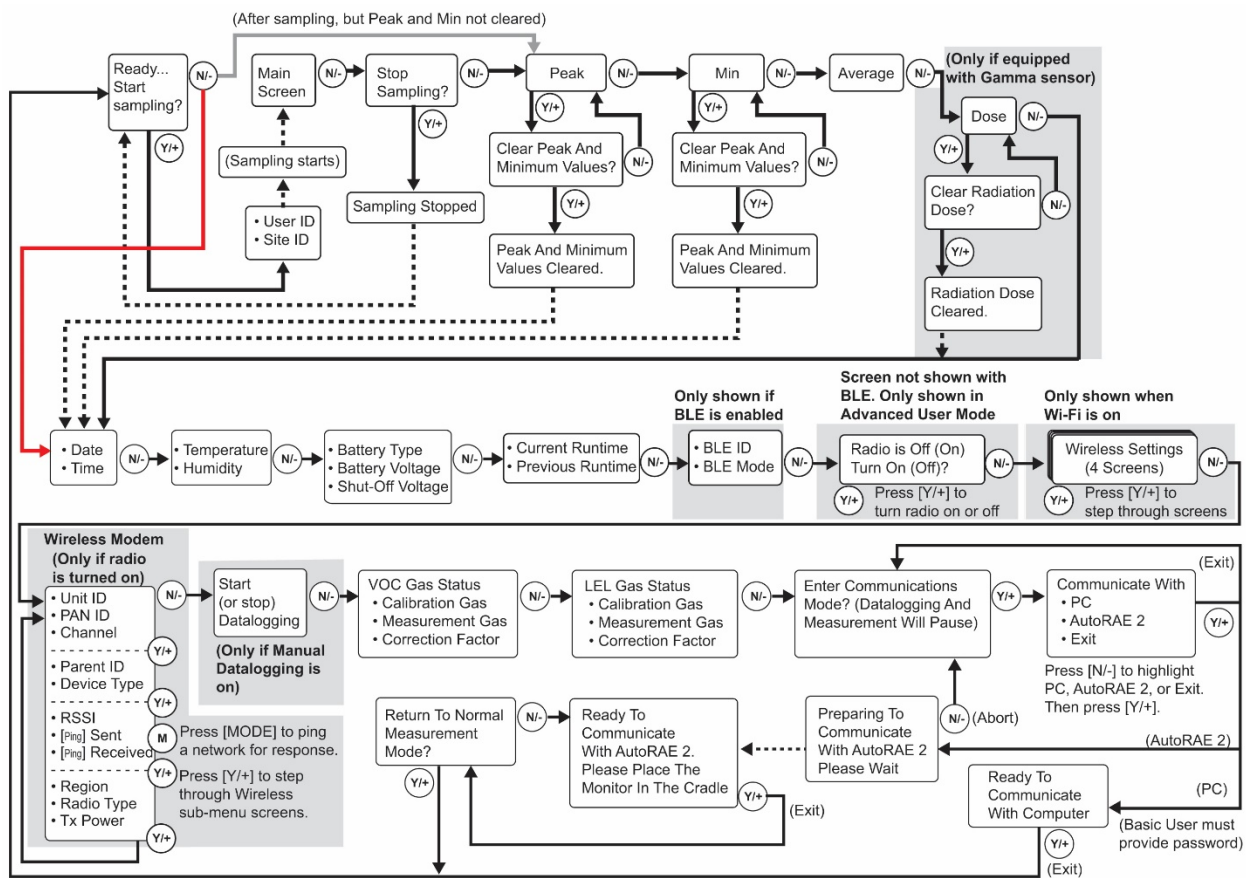 (After sampling, but Peak and Min not cleared)
Ready...
Start
sampling?
N/-
Y/+
Main
Screen
N/-
(Sampling starts)
• User ID
• Site ID
Stop
Sampling?
N/-
Y/+
Sampling Stopped
Peak
N/-
Y/+
Clear Peak And
Minimum Values?
N/-
Y/+
Peak And Minimum
Values Cleared.
Min
N/-
Y/+
Clear Peak And
Minimum Values?
N/-
Y/+
Peak And Minimum
Values Cleared.
Average
N/-
(Only if equipped
with Gamma sensor)
Dose
N/-
Y/+
Clear Radiation
Dose?
N/-
Y/+
Radiation Dose
Cleared.
• Date
• Time
N/-
• Temperature
• Humidity
N/-
• Battery Type
• Battery Voltage
• Shut-Off Voltage
N/-
• Current Runtime
• Previous Runtime
N/-
Only shown if
BLE is enabled
• BLE ID
• BLE Mode
N/-
Screen not shown with
BLE. Only shown in
Advanced User Mode
Radio is Off (On)
Turn On (Off)?
N/-
Y/+
Press [Y/+] to
turn radio on or off
Only shown when
Wi-Fi is on
Wireless Settings
(4 Screens)
N/-
Y/+
Press [Y/+] to
step through screens
Wireless Modem
(Only if radio
is turned on)
• Unit ID
• PAN ID
• Channel
N/-
Y/+
• Parent ID
• Device Type
Y/+
• RSSI
• [Ping] Sent
• [Ping] Received
M
Press [MODE] to ping
a network for response.
Y/+
Press [Y/+] to step
through Wireless
sub-menu screens.
• Region
• Radio Type
• Tx Power
Y/+
Start
(or stop)
Datalogging
N/-
(Only if Manual
Datalogging is
on)
VOC Gas Status
• Calibration Gas
• Measurement Gas
• Correction Factor
N/-
LEL Gas Status
• Calibration Gas
• Measurement Gas
• Correction Factor
N/-
Enter Communications
Mode? (Datalogging And
Measurement Will Pause)
Y/+
Communicate With
• PC
• AutoRAE 2
• Exit
(Exit)
Y/+
Press [N/-] to highlight
PC, AutoRAE 2, or Exit.
Then press [Y/+].
Return To Normal
Measurement
Mode?
N/-
Y/+
Ready To
Communicate
With AutoRAE 2.
Please Place The
Monitor In The Cradle
Y/+
(Exit)
Preparing To
Communicate
With AutoRAE 2
Please Wait
N/-
(Abort)
(AutoRAE 2)
Ready To
Communicate
With Computer
(PC)
(Basic User must
provide password)
Y/+
(Exit)